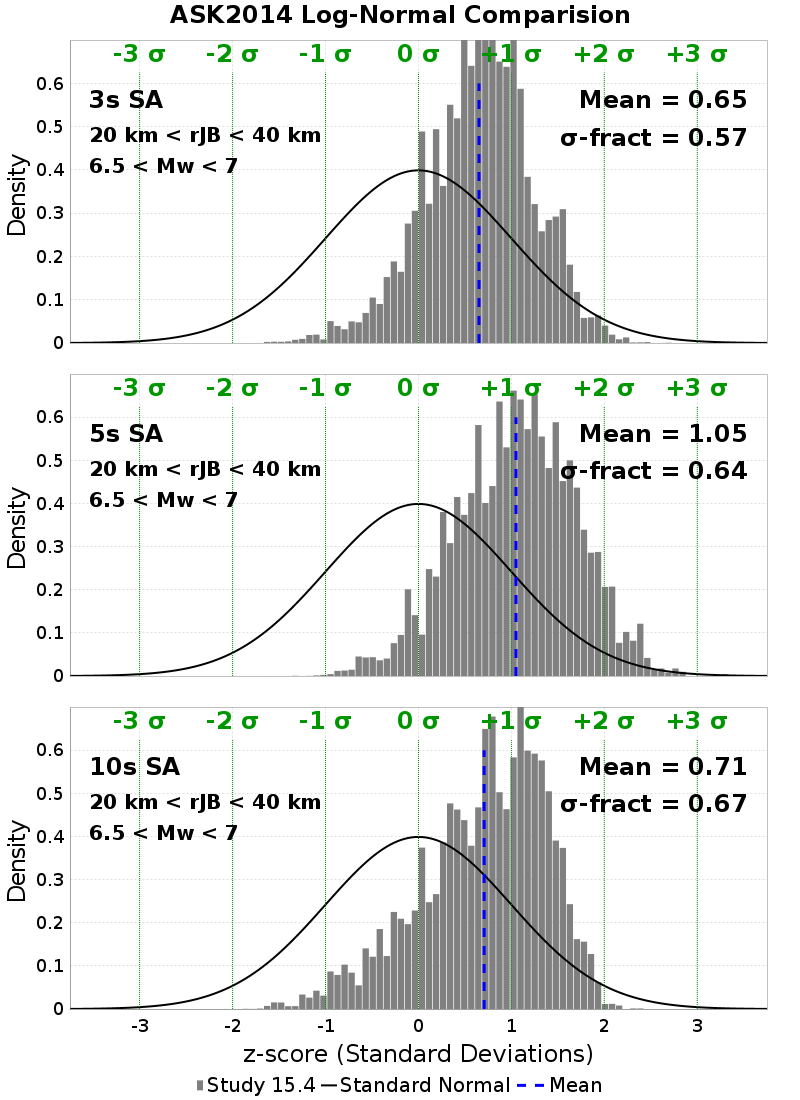 ASK2014 Log-Normal Comparision
-3 σ -2 σ -1 σ 0 σ +1 σ +2 σ +3 σ
3s SA
20 km < rJB < 40 km
6.5 < Mw < 7
Mean = 0.65
σ-fract = 0.57
Density
0.6
0.5
0.4
0.3
0.2
0.1
0
-3 σ -2 σ -1 σ 0 σ +1 σ +2 σ +3 σ
5s SA
20 km < rJB < 40 km
6.5 < Mw < 7
Mean = 1.05
σ-fract = 0.64
Density
0.6
0.5
0.4
0.3
0.2
0.1
0
-3 σ -2 σ -1 σ 0 σ +1 σ +2 σ +3 σ
10s SA
20 km < rJB < 40 km
6.5 < Mw < 7
Mean = 0.71
σ-fract = 0.67
Density
0.6
0.5
0.4
0.3
0.2
0.1
0
-3 -2 -1 0 1 2 3
z-score (Standard Deviations)
Study 15.4 Standard Normal Mean